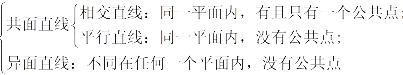 共面直线
相交直线：同一平面内，有且只有一个公共点；
平行直线：同一平面内，没有公共点；
异面直线：不同在任何一个平面内，没有公共点